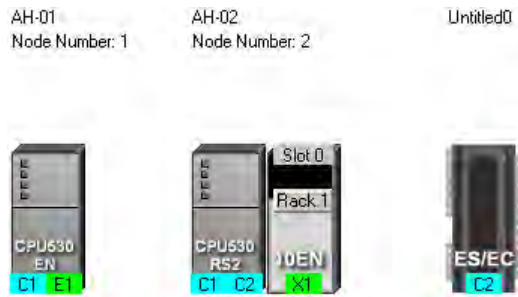 AH-01
Node Number: 1
AH-02
Node Number: 2
Untitled0
Slot 0
Rack 1
CPU530
EN
C1 E1
CPU530
RS2
C1 C2
10EN
X1
ES/EC
C2